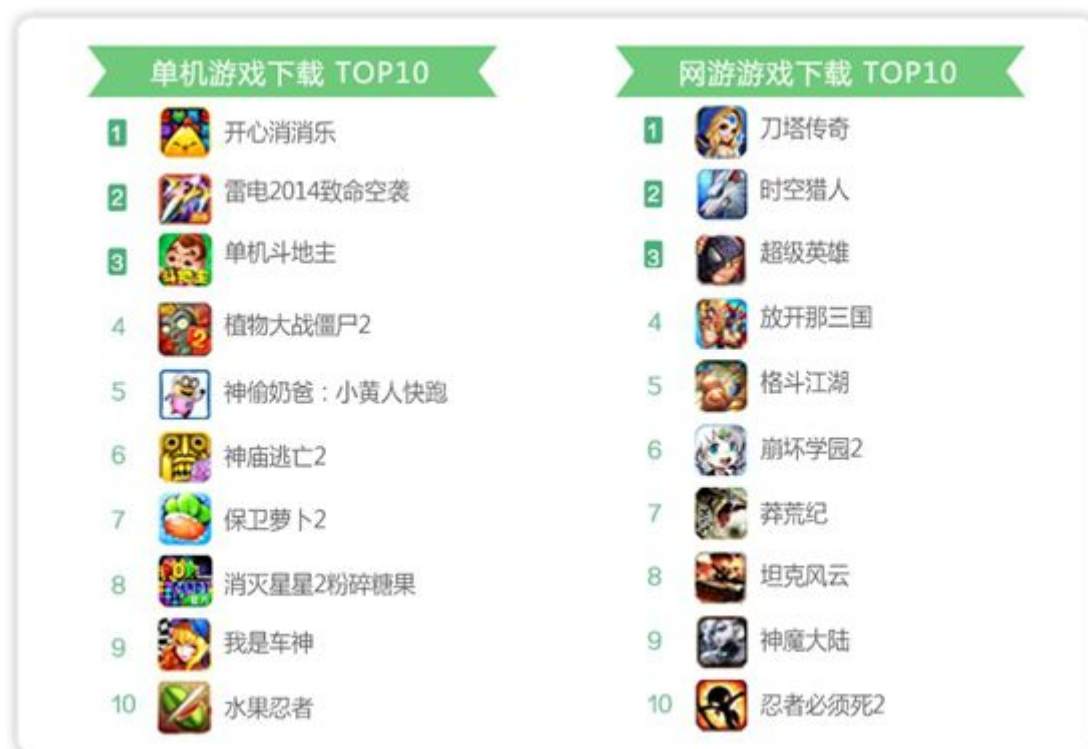 单机游戏下载 TOP10
1 开心消消乐
2 雷电2014致命空袭
3 单机斗地主
4 植物大战僵尸2
5 神偷奶爸：小黄人快跑
6 神庙逃亡2
7 保卫萝卜2
8 消灭星星2粉碎糖果
9 我是车神
10 水果忍者
网游游戏下载 TOP10
1 刀塔传奇
2 时空猎人
3 超级英雄
4 放开那三国
5 格斗江湖
6 崩坏学园2
7 莽荒纪
8 坦克风云
9 神魔大陆
10 忍者必须死2